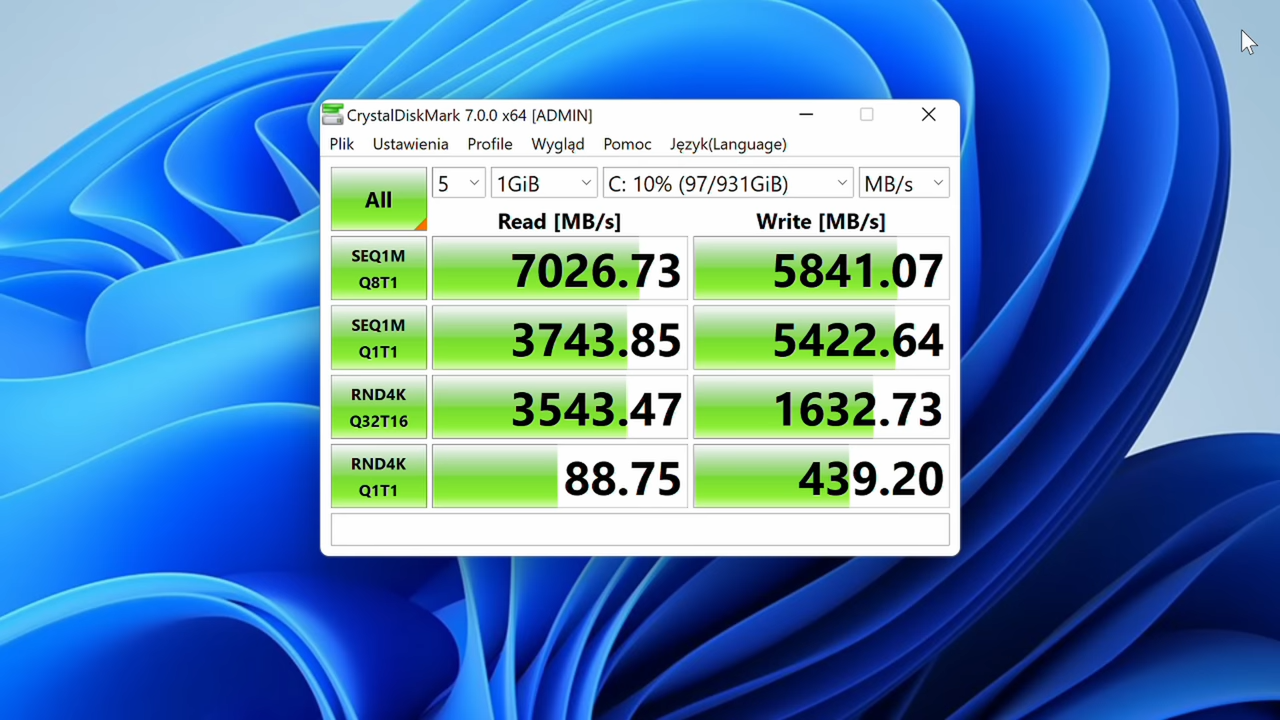 CrystalDiskMark 7.0.0 x64 [ADMIN]
Plik Ustawienia Profile Wygląd Pomoc Język(Language)
All 5 1GiB C: 10% (97/931GiB) MB/s
Read [MB/s] Write [MB/s]
SEQ1M
Q8T1
7026.73 5841.07
SEQ1M
Q1T1
3743.85 5422.64
RND4K
Q32T16
3543.47 1632.73
RND4K
Q1T1
88.75 439.20